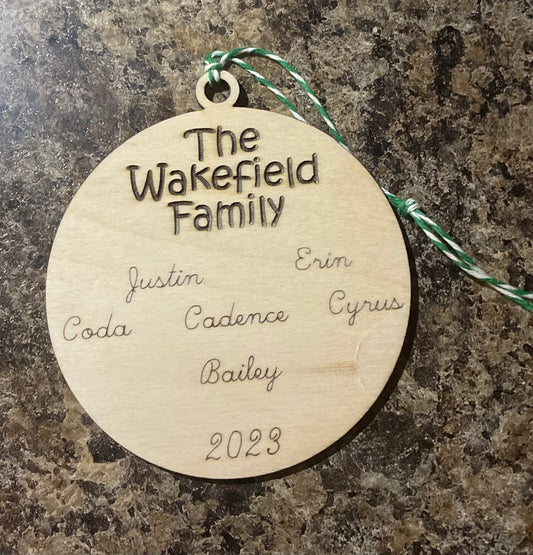 The
Wakefield
Family
Justin Erin
Coda Cadence Cyrus
Bailey
2023